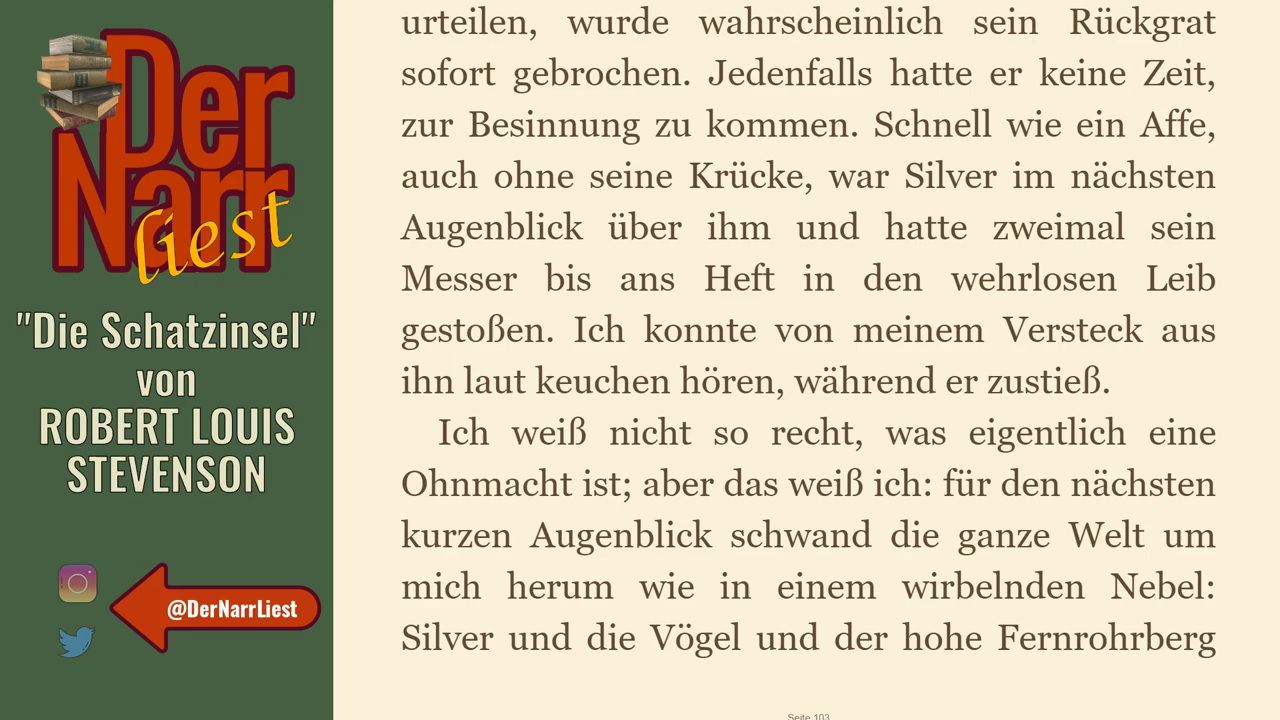 Der
Narr
liest
"Die Schatzinsel"
von
ROBERT LOUIS
STEVENSON
@DerNarrLiest
urteilen, wurde wahrscheinlich sein Rückgrat
sofort gebrochen. Jedenfalls hatte er keine Zeit,
zur Besinnung zu kommen. Schnell wie ein Affe,
auch ohne seine Krücke, war Silver im nächsten
Augenblick über ihm und hatte zweimal sein
Messer bis ans Heft in den wehrlosen Leib
gestoßen. Ich konnte von meinem Versteck aus
ihn laut keuchen hören, während er zustieß.
Ich weiß nicht so recht, was eigentlich eine
Ohnmacht ist; aber das weiß ich: für den nächsten
kurzen Augenblick schwand die ganze Welt um
mich herum wie in einem wirbelnden Nebel:
Silver und die Vögel und der hohe Fernrohrberg
Seite 103